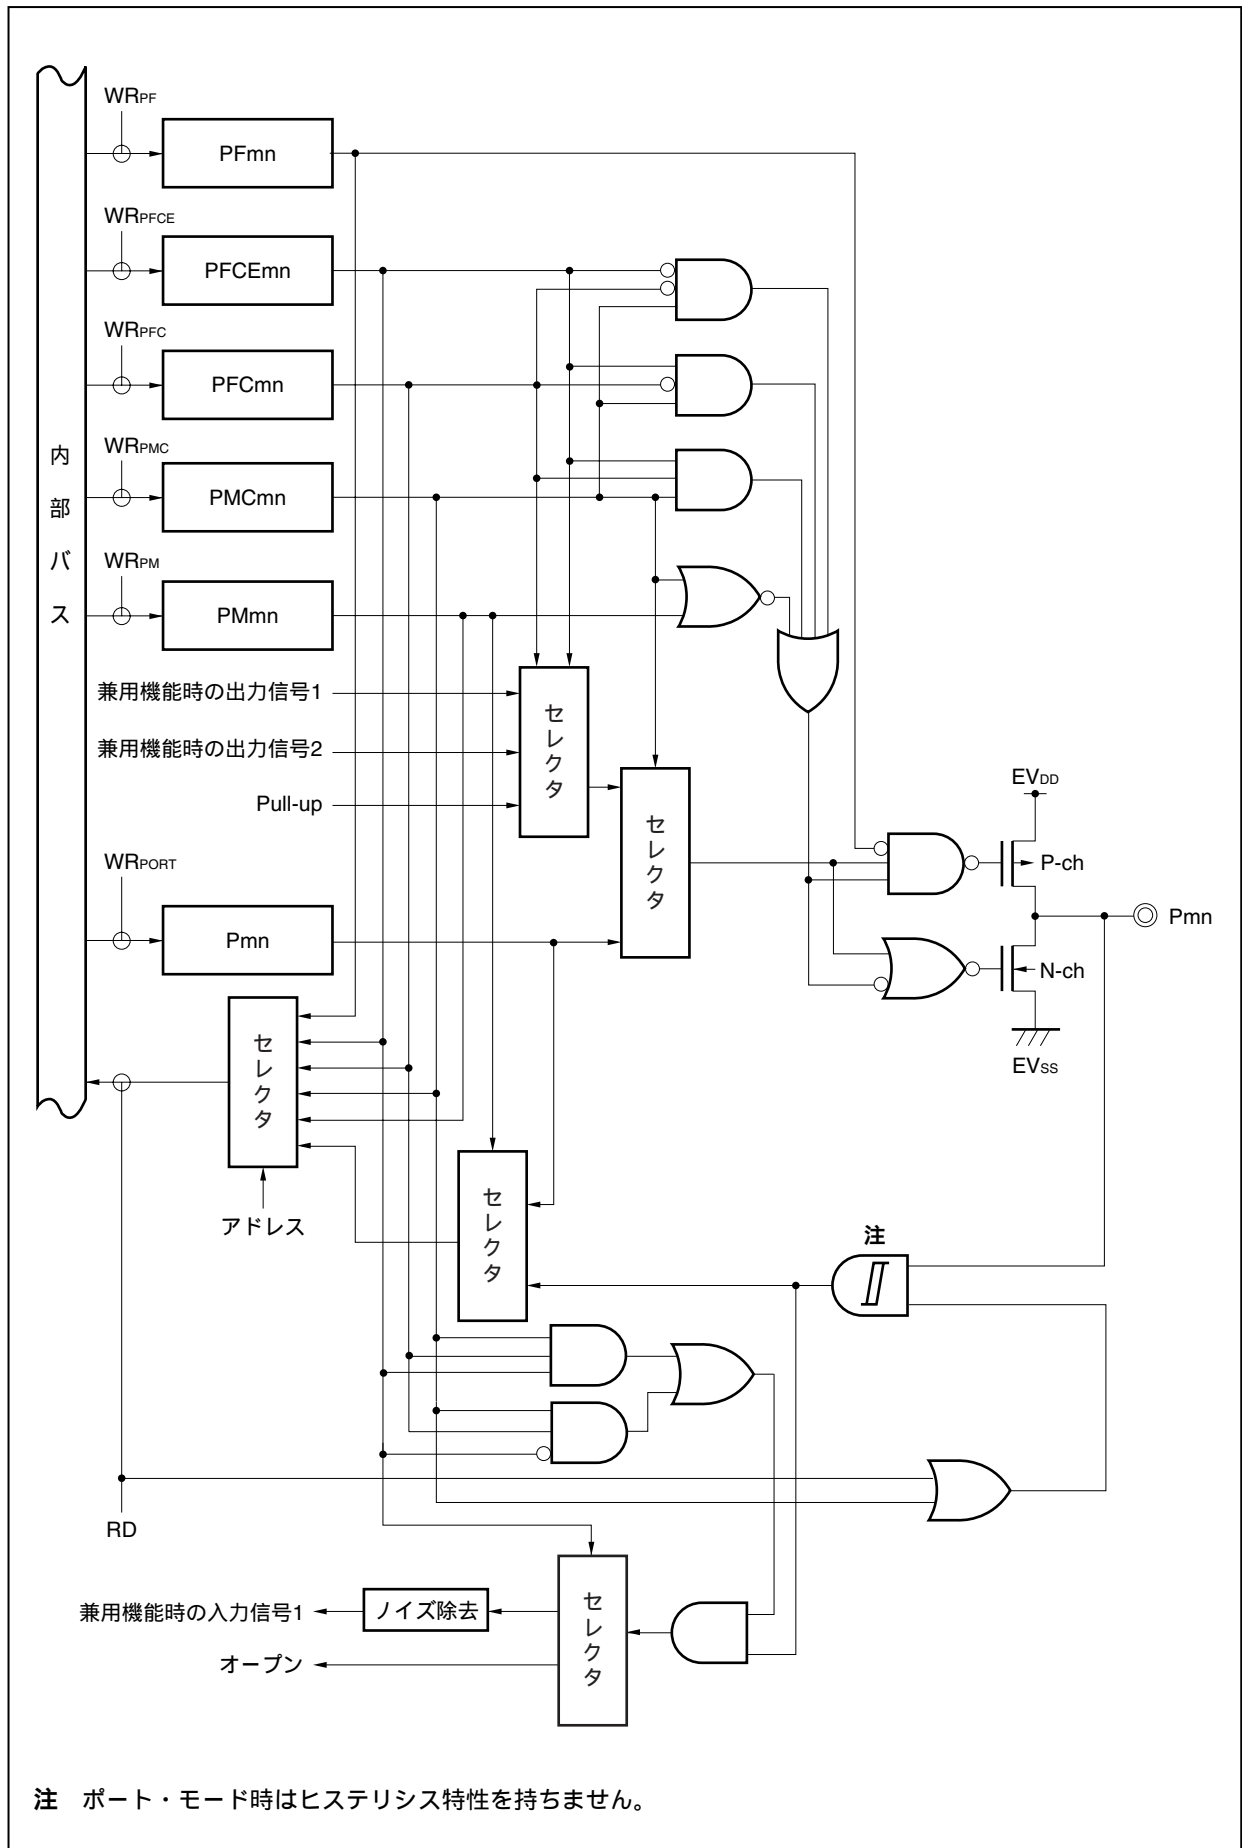 WRPF
PFmn
WRPFCE
PFCEmn
WRPFC
PFCmn
WRPMC
PMCmn
内部バス
WRPM
PMmn
兼用機能時の出力信号1
兼用機能時の出力信号2
Pull-up
セレクタ
セレクタ
EVDD
P-ch
Pmn
N-ch
EVSS
WRPORT
Pmn
セレクタ
アドレス
セレクタ
注
RD
兼用機能時の入力信号1
ノイズ除去
セレクタ
オープン
注 ポート・モード時はヒステリシス特性を持ちません。